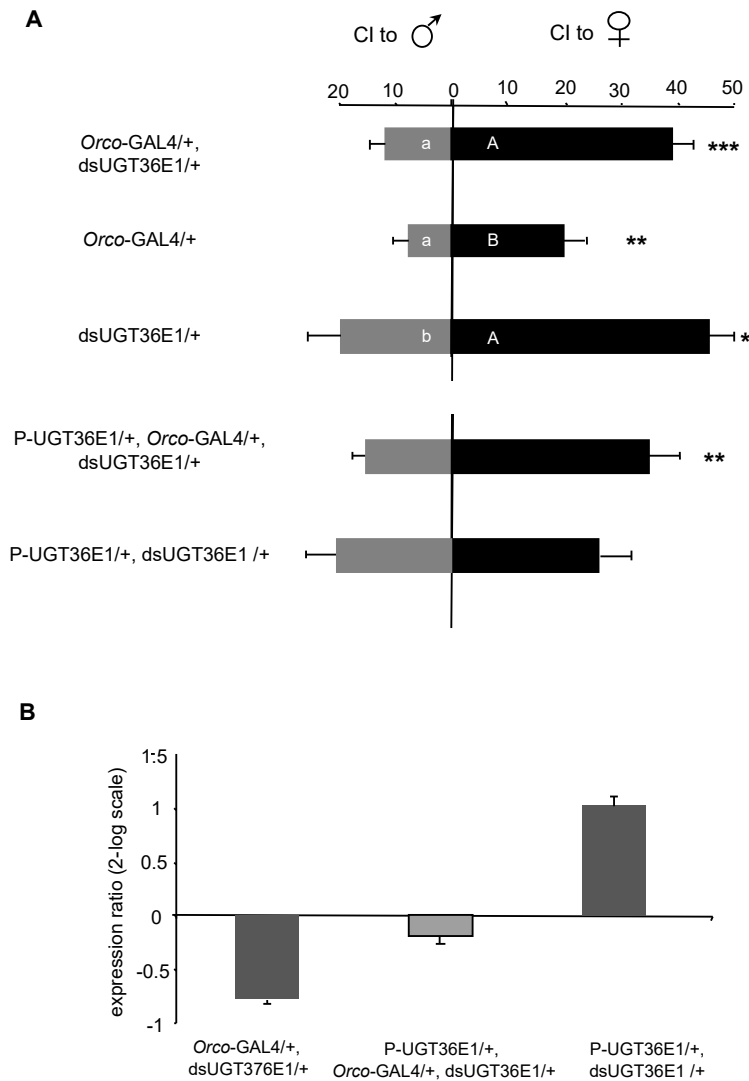 A
CI to ♂ CI to ♀
20 10 0 10 20 30 40 50
Orco-GAL4/+,
dsUGT36E1/+
a A ***
Orco-GAL4/+ a B **
dsUGT36E1/+ b A *
P-UGT36E1/+, Orco-GAL4/+,
dsUGT36E1/+
**
P-UGT36E1/+, dsUGT36E1 /+
B
expression ratio (2-log scale)
1:5
1
0.5
0
-0.5
-1
Orco-GAL4/+,
dsUGT376E1/+
P-UGT36E1/+,
Orco-GAL4/+, dsUGT36E1/+
P-UGT36E1/+,
dsUGT36E1 /+